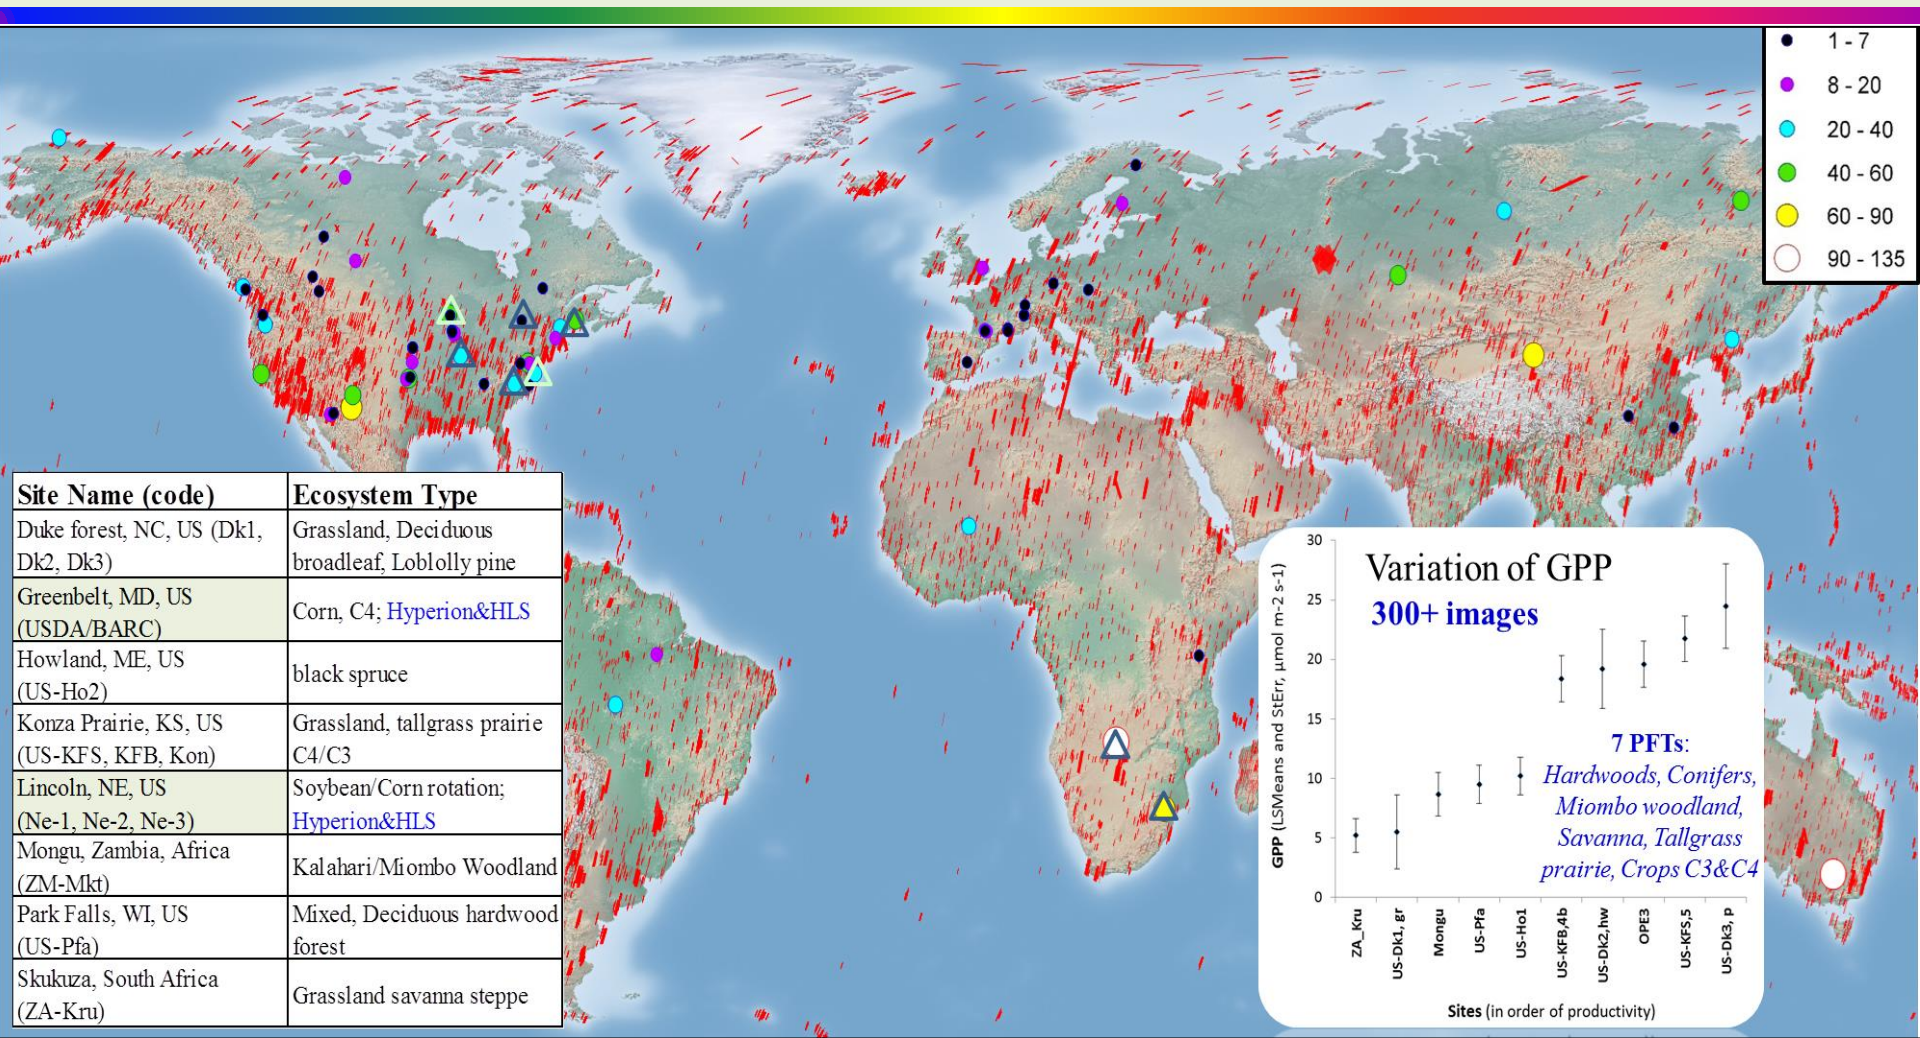 1 - 7
8 - 20
20 - 40
40 - 60
60 - 90
90 - 135
Site Name (code)
Ecosystem Type
Duke forest, NC, US (Dk1,
Dk2, Dk3)
Grassland, Deciduous
broadleaf, Loblolly pine
Greenbelt, MD, US
(USDA/BARC)
Corn, C4; Hyperion&HLS
Howland, ME, US
(US-Ho2)
black spruce
Konza Prairie, KS, US
(US-KFS, KFB, Kon)
Grassland, tallgrass prairie
C4/C3
Lincoln, NE, US
(Ne-1, Ne-2, Ne-3)
Soybean/Corn rotation;
Hyperion&HLS
Mongu, Zambia, Africa
(ZM-Mkt)
Kalahari/Miombo Woodland
Park Falls, WI, US
(US-Pfa)
Mixed, Deciduous hardwood
forest
Skukuza, South Africa
(ZA-Kru)
Grassland savanna steppe
Variation of GPP
300+ images
GPP (LSMeans and StErr, µmol m-2 s-1)
30
25
20
15
10
5
0
7 PFTs:
Hardwoods, Conifers,
Miombo woodland,
Savanna, Tallgrass
prairie, Crops C3&C4
ZA_Kru
US-Dk1, gr
Mongu
US-Pfa
US-Ho1
US-KFB,4b
US-Dk2,hw
OPE3
US-KFS,5
US-Dk3, p
Sites (in order of productivity)